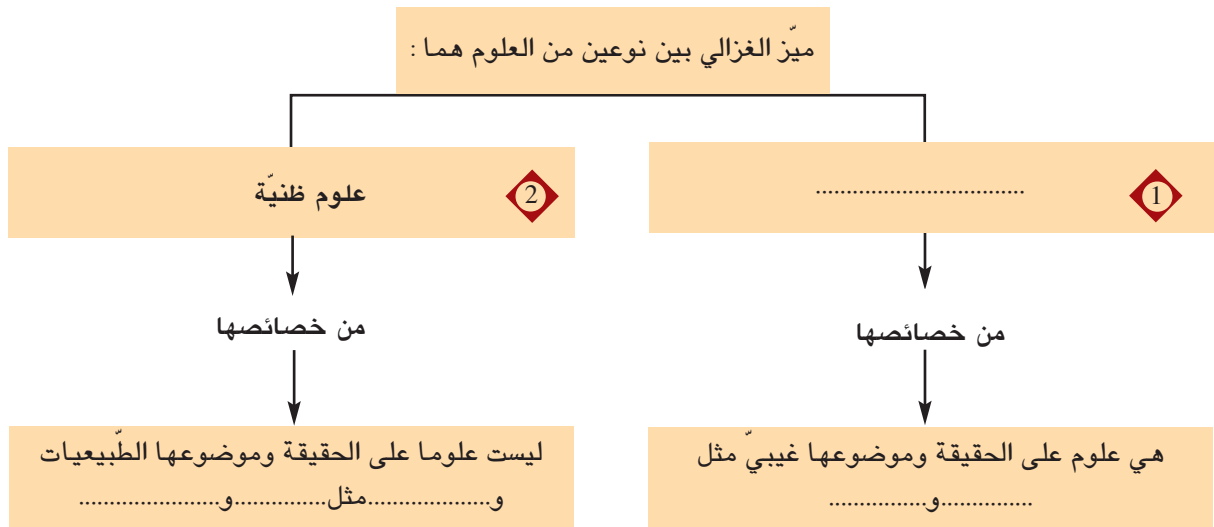 ميّز الغزالي بين نوعين من العلوم هما :
1 ..................................
2 علوم ظنيّة
من خصائصها
من خصائصها
هي علوم على الحقيقة وموضوعها غيبيّ مثل
...............و................
ليست علوما على الحقيقة وموضوعها الطّبيعيات
و....................مثل...............و.......................